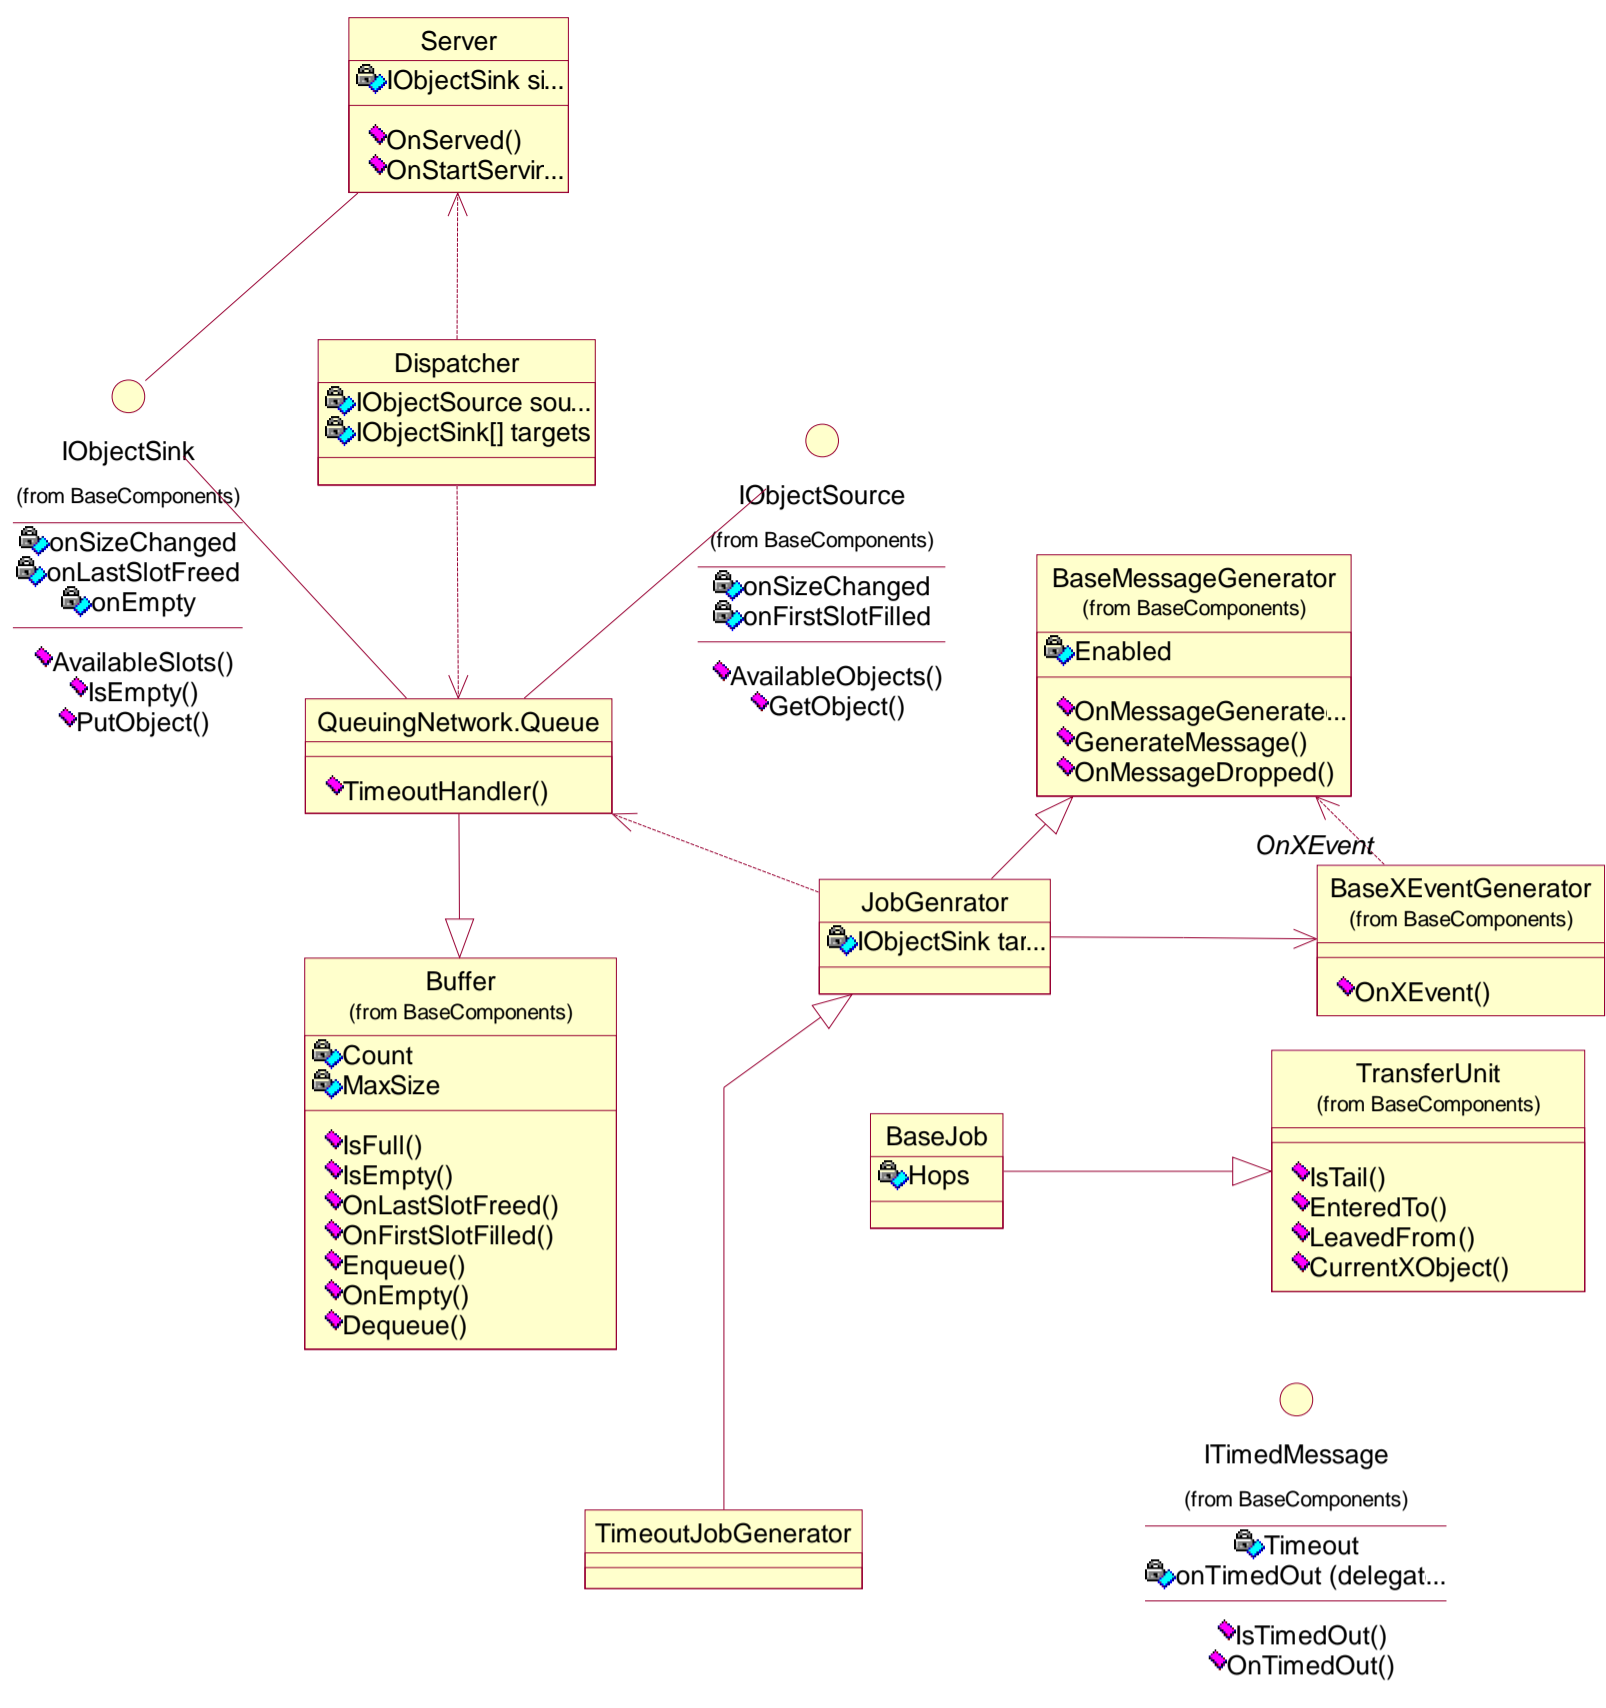 Server
IObjectSink si...
OnServed()
OnStartServir...
Dispatcher
IObjectSource sou...
IObjectSink[] targets
IObjectSink
(from BaseComponents)
onSizeChanged
onLastSlotFreed
onEmpty
AvailableSlots()
IsEmpty()
PutObject()
IObjectSource
(from BaseComponents)
onSizeChanged
onFirstSlotFilled
AvailableObjects()
GetObject()
BaseMessageGenerator
(from BaseComponents)
Enabled
OnMessageGenerate...
GenerateMessage()
OnMessageDropped()
QueuingNetwork.Queue
TimeoutHandler()
OnXEvent
JobGenrator
IObjectSink tar...
BaseXEventGenerator
(from BaseComponents)
OnXEvent()
Buffer
(from BaseComponents)
Count
MaxSize
IsFull()
IsEmpty()
OnLastSlotFreed()
OnFirstSlotFilled()
Enqueue()
OnEmpty()
Dequeue()
BaseJob
Hops
TransferUnit
(from BaseComponents)
IsTail()
EnteredTo()
LeavedFrom()
CurrentXObject()
TimeoutJobGenerator
ITimedMessage
(from BaseComponents)
Timeout
onTimedOut (delegat...
IsTimedOut()
OnTimedOut()